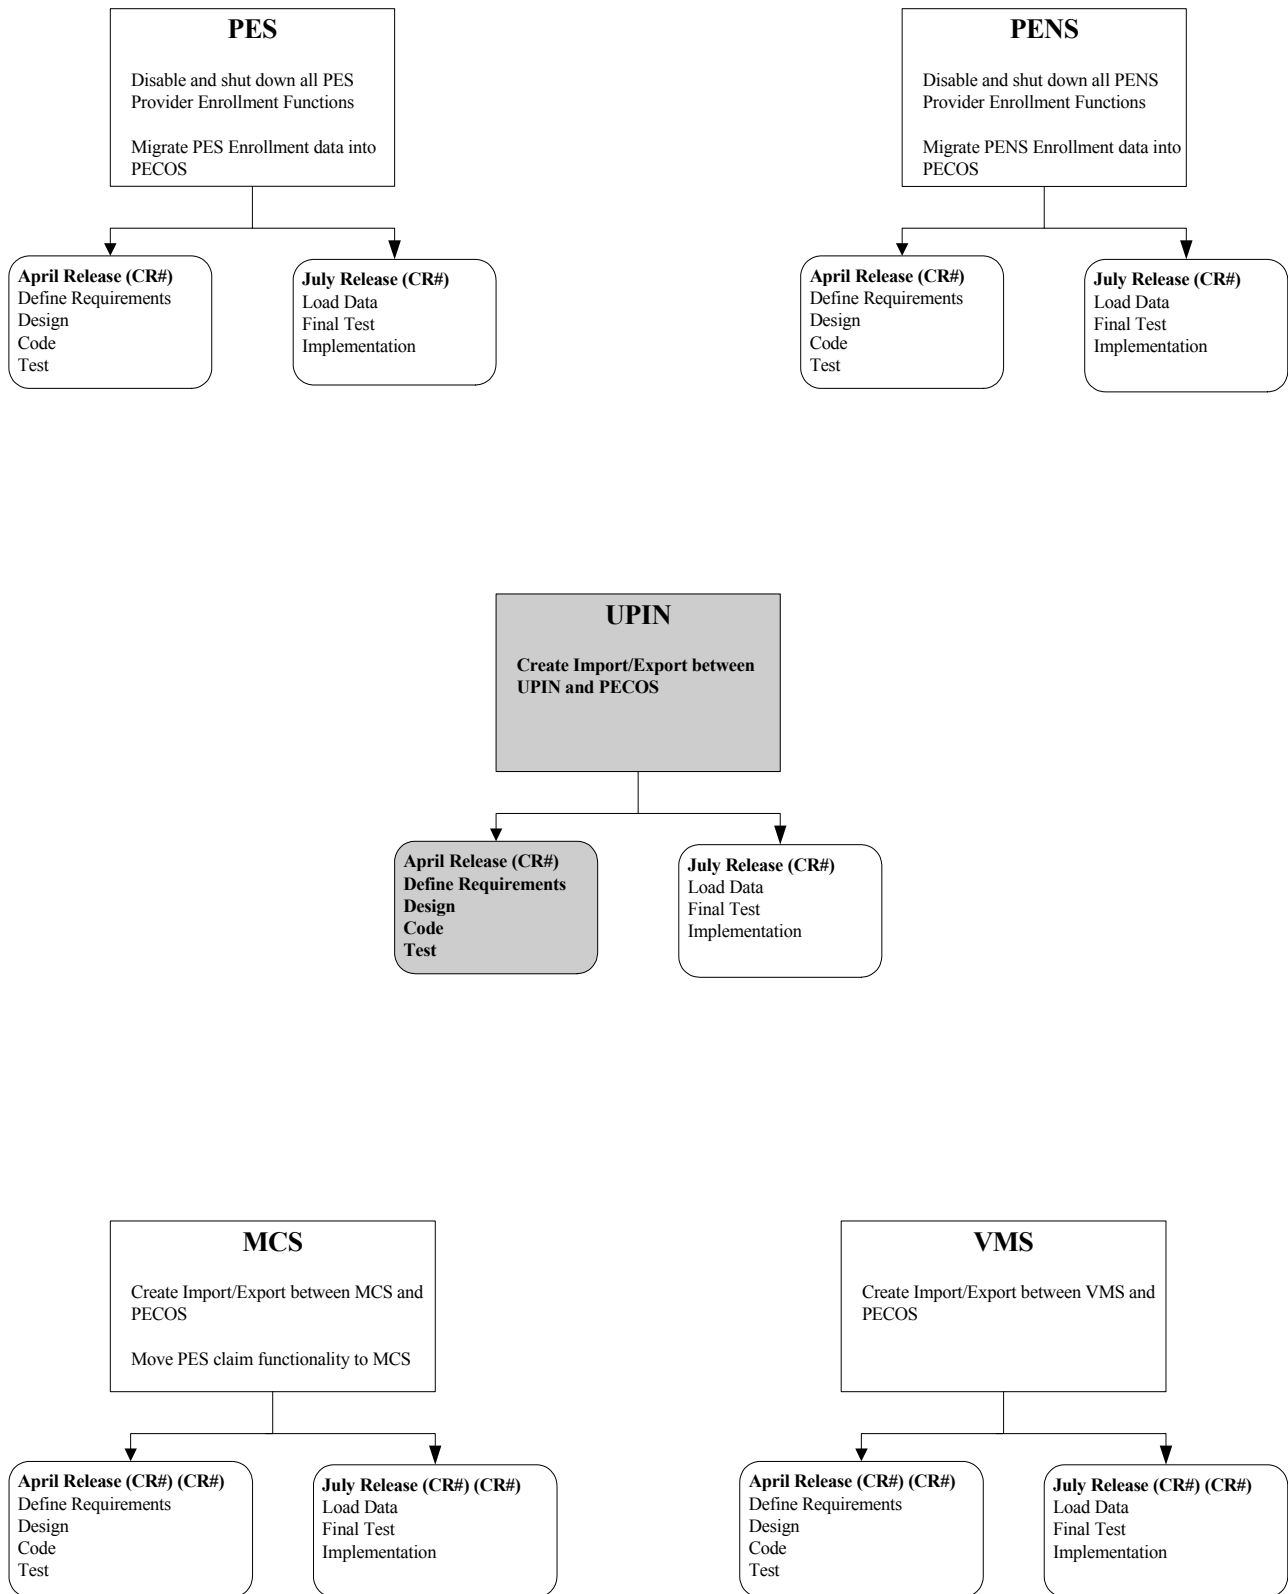 PES
Disable and shut down all PES
Provider Enrollment Functions
Migrate PES Enrollment data into
PECOS
April Release (CR#)
Define Requirements
Design
Code
Test
July Release (CR#)
Load Data
Final Test
Implementation
PENS
Disable and shut down all PENS
Provider Enrollment Functions
Migrate PENS Enrollment data into
PECOS
April Release (CR#)
Define Requirements
Design
Code
Test
July Release (CR#)
Load Data
Final Test
Implementation
UPIN
Create Import/Export between
UPIN and PECOS
April Release (CR#)
Define Requirements
Design
Code
Test
July Release (CR#)
Load Data
Final Test
Implementation
MCS
Create Import/Export between MCS and
PECOS
Move PES claim functionality to MCS
April Release (CR#) (CR#)
Define Requirements
Design
Code
Test
July Release (CR#) (CR#)
Load Data
Final Test
Implementation
VMS
Create Import/Export between VMS and
PECOS
April Release (CR#) (CR#)
Define Requirements
Design
Code
Test
July Release (CR#) (CR#)
Load Data
Final Test
Implementation